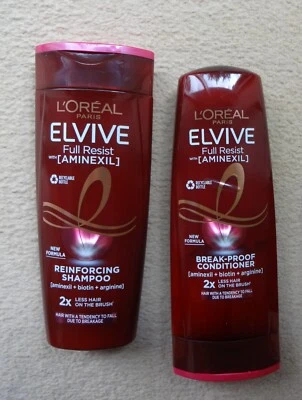 L'ORÉAL
PARIS
ELVIVE
Full Resist
WITH [AMINEXIL]
RECYCLABLE
BOTTLE
NEW
FORMULA
REINFORCING
SHAMPOO
[aminexil + biotin + arginine]
2x LESS HAIR
ON THE BRUSH
HAIR WITH A TENDENCY TO FALL
DUE TO BREAKAGE
L'ORÉAL
PARIS
ELVIVE
Full Resist
WITH [AMINEXIL]
RECYCLABLE
BOTTLE
NEW
FORMULA
BREAK-PROOF
CONDITIONER
[aminexil + biotin + arginine]
2x LESS HAIR
ON THE BRUSH
HAIR WITH A TENDENCY TO FALL
DUE TO BREAKAGE